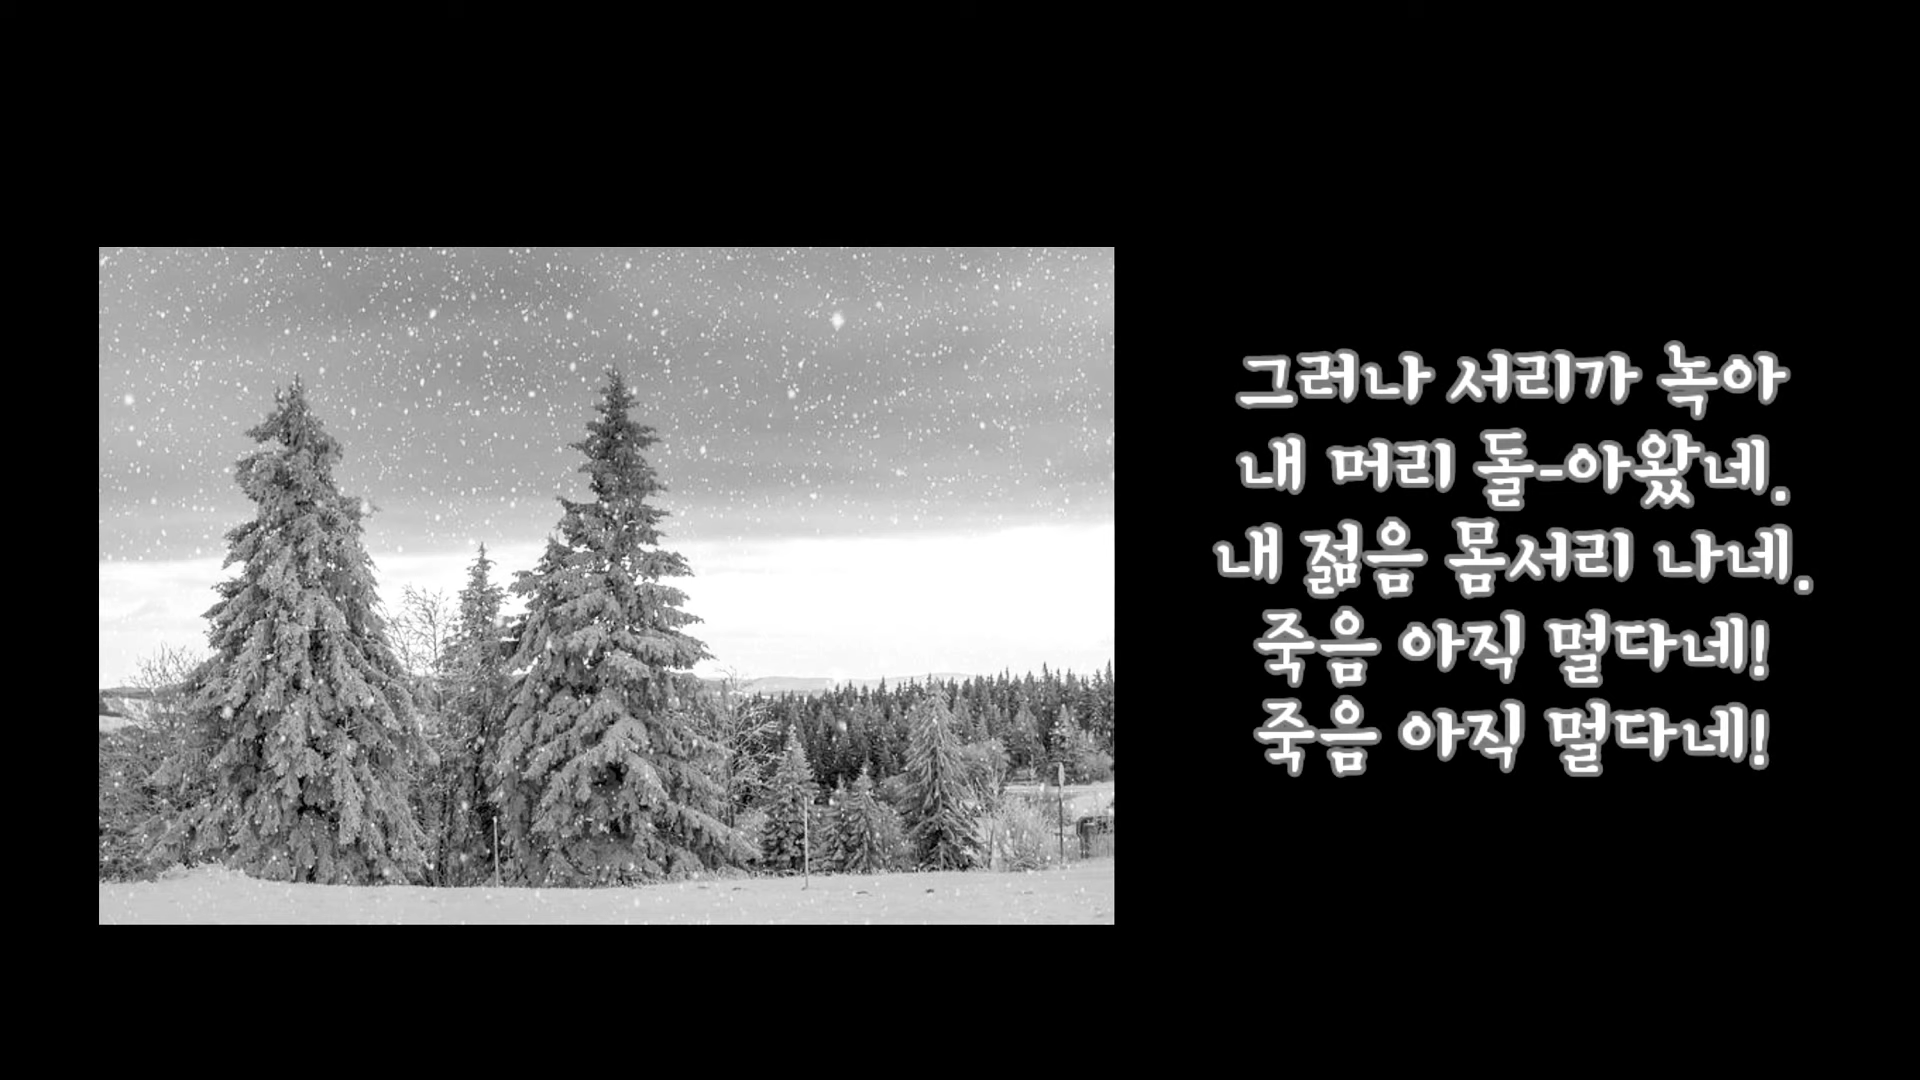 그러나 서리가 녹아
내 머리 돌-아왔네.
내 젊음 몸서리 나네.
죽음 아직 멀다네!
죽음 아직 멀다네!